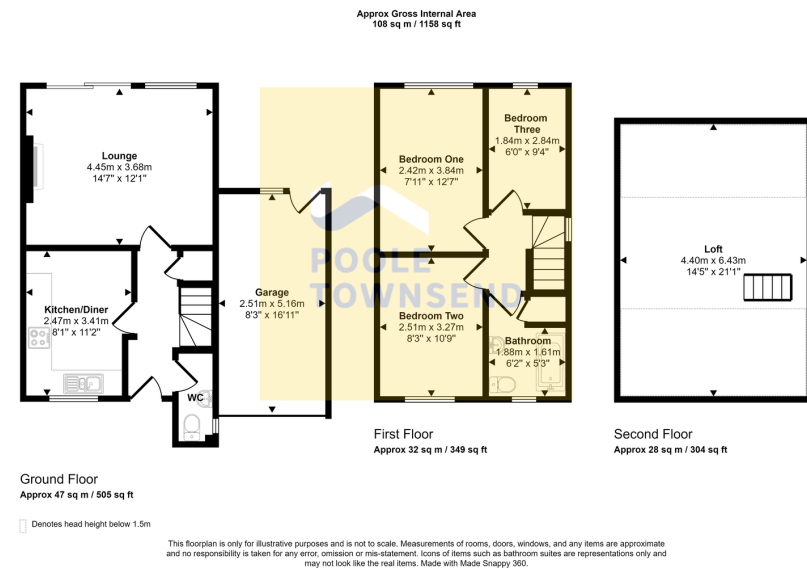 Approx Gross Internal Area
108 sq m / 1158 sq ft
Lounge
4.45m x 3.68m
14'7" x 12'1"
Kitchen/Diner
2.47m x 3.41m
8'1" x 11'2"
WC
Garage
2.51m x 5.16m
8'3" x 16'11"
Ground Floor
Approx 47 sq m / 505 sq ft
Denotes head height below 1.5m
Bedroom One
2.42m x 3.84m
7'11" x 12'7"
Bedroom
Three
1.84m x 2.84m
6'0" x 9'4"
Bedroom Two
2.51m x 3.27m
8'3" x 10'9"
Bathroom
1.88m x 1.61m
6'2" x 5'3"
POOLE
TOWNSEND
First Floor
Approx 32 sq m / 349 sq ft
Loft
4.40m x 6.43m
14'5" x 21'1"
Second Floor
Approx 28 sq m / 304 sq ft
This floorplan is only for illustrative purposes and is not to scale. Measurements of rooms, doors, windows, and any items are approximate
and no responsibility is taken for any error, omission or mis-statement. Icons of items such as bathroom suites are representations only and
may not look like the real items. Made with Made Snappy 360.